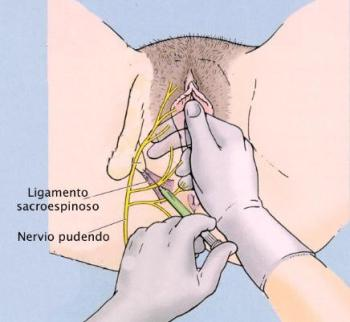 Ligamento
sacroespinoso
Nervio pudendo